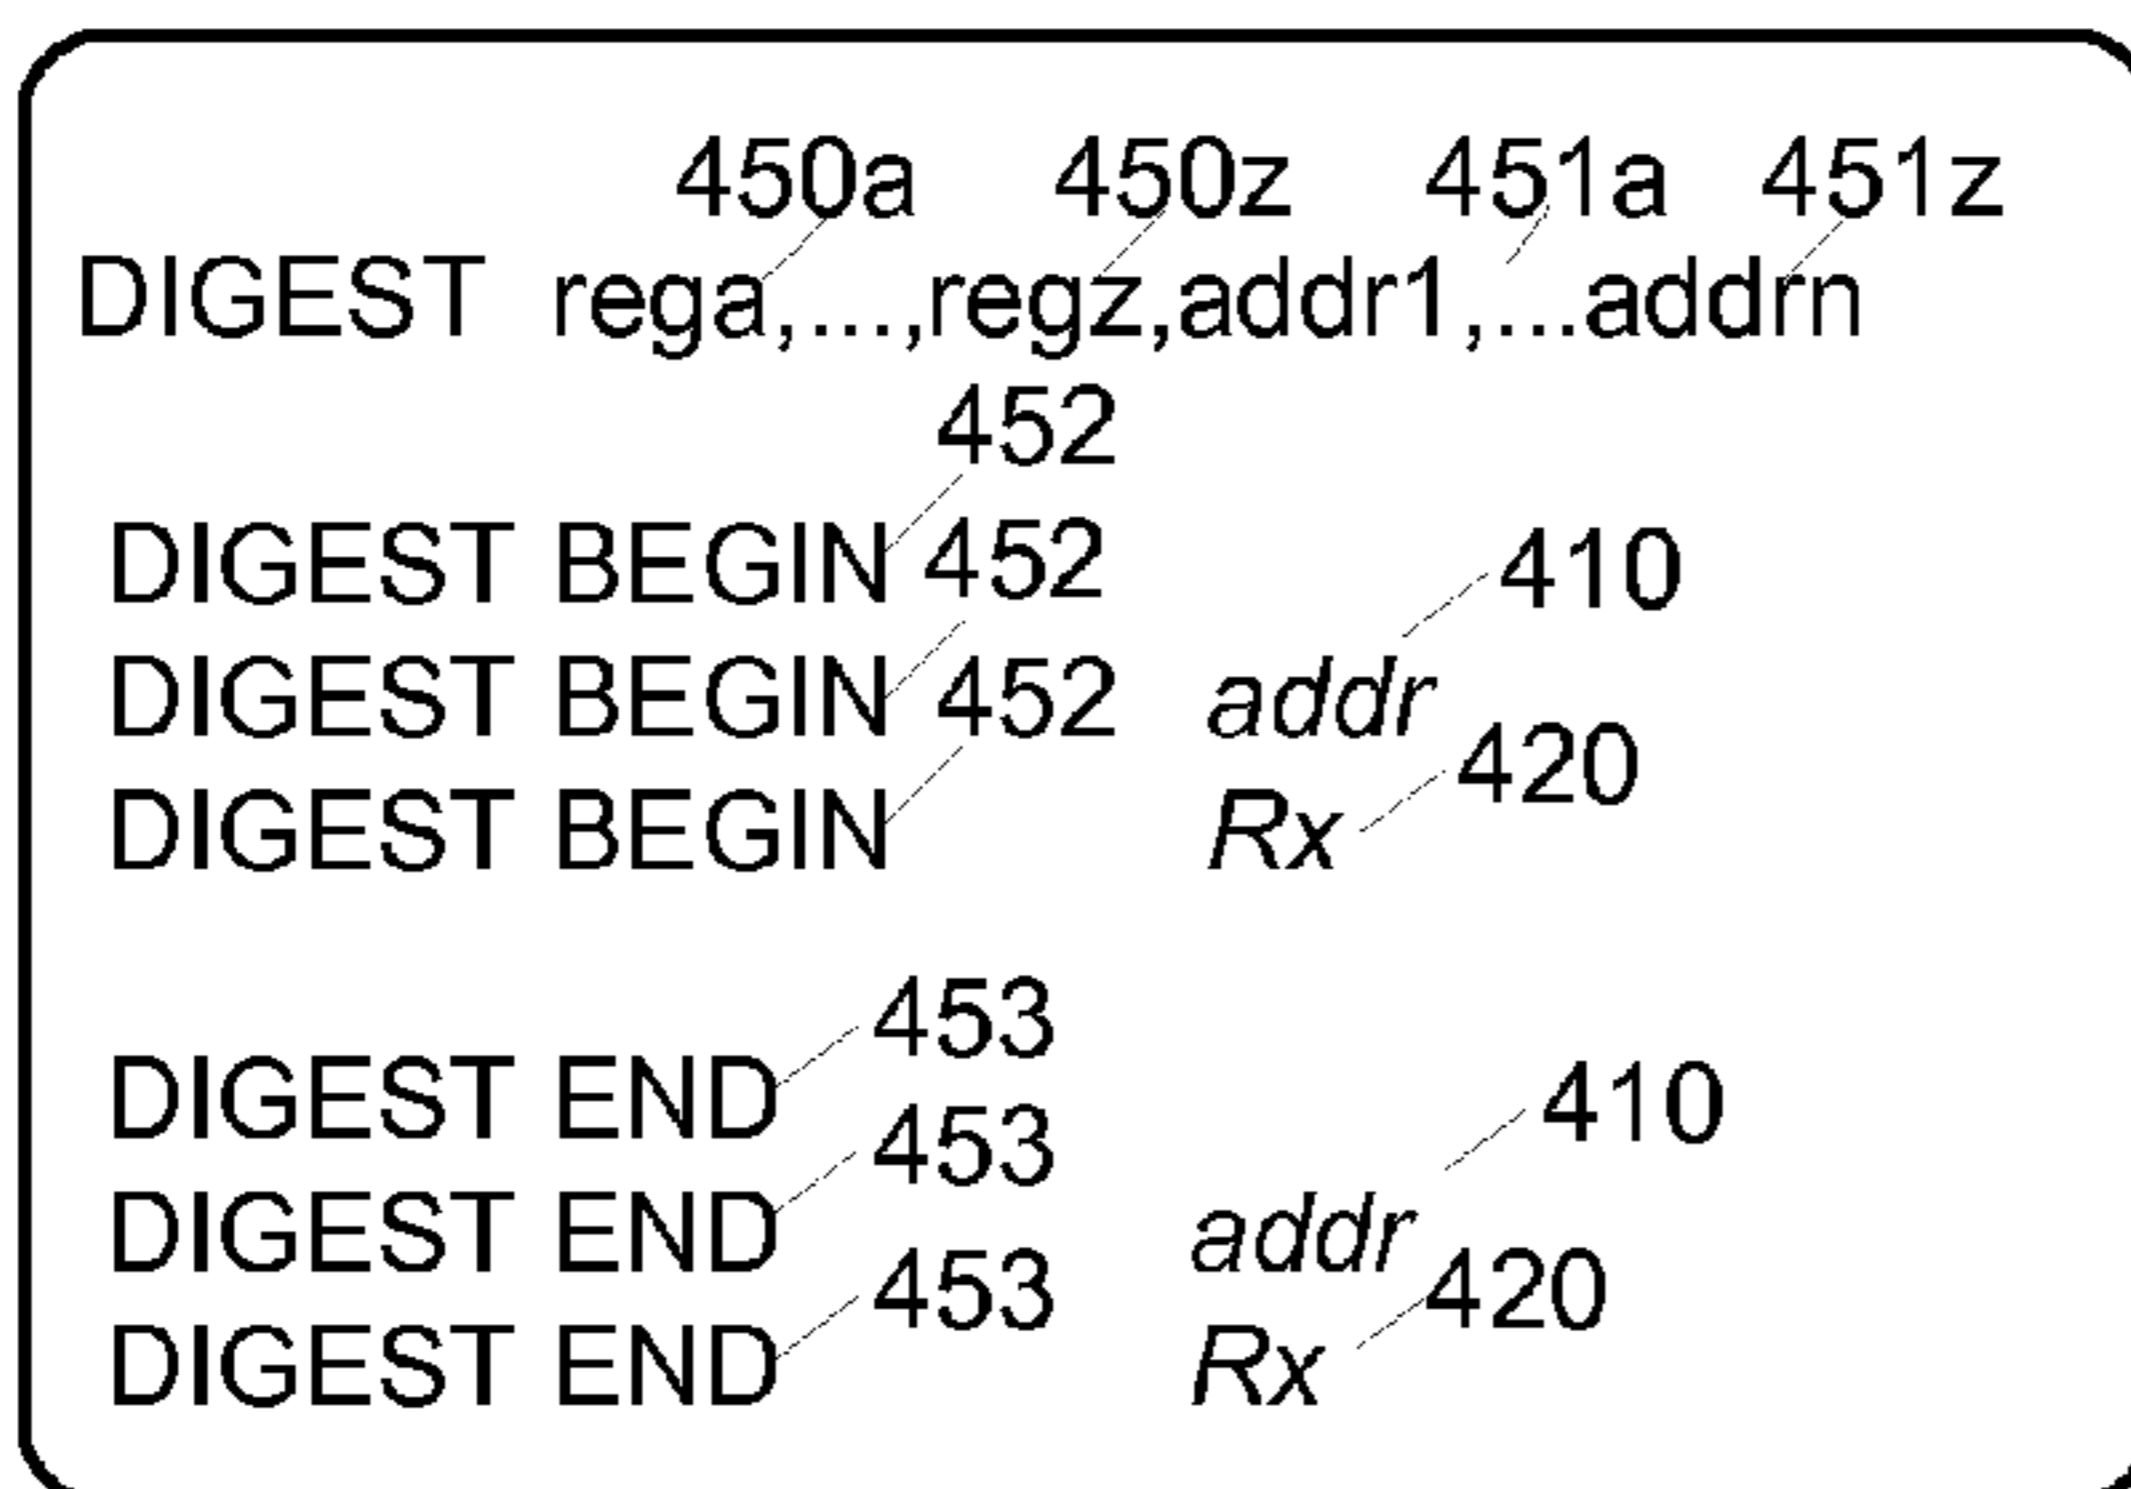 450a 450z 451a 451z
DIGEST rega,...,regz,addr1,...addrn
452
DIGEST BEGIN 452 410
DIGEST BEGIN 452 addr
420
DIGEST BEGIN Rx
453
DIGEST END 410
453
DIGEST END addr
453 420
DIGEST END Rx